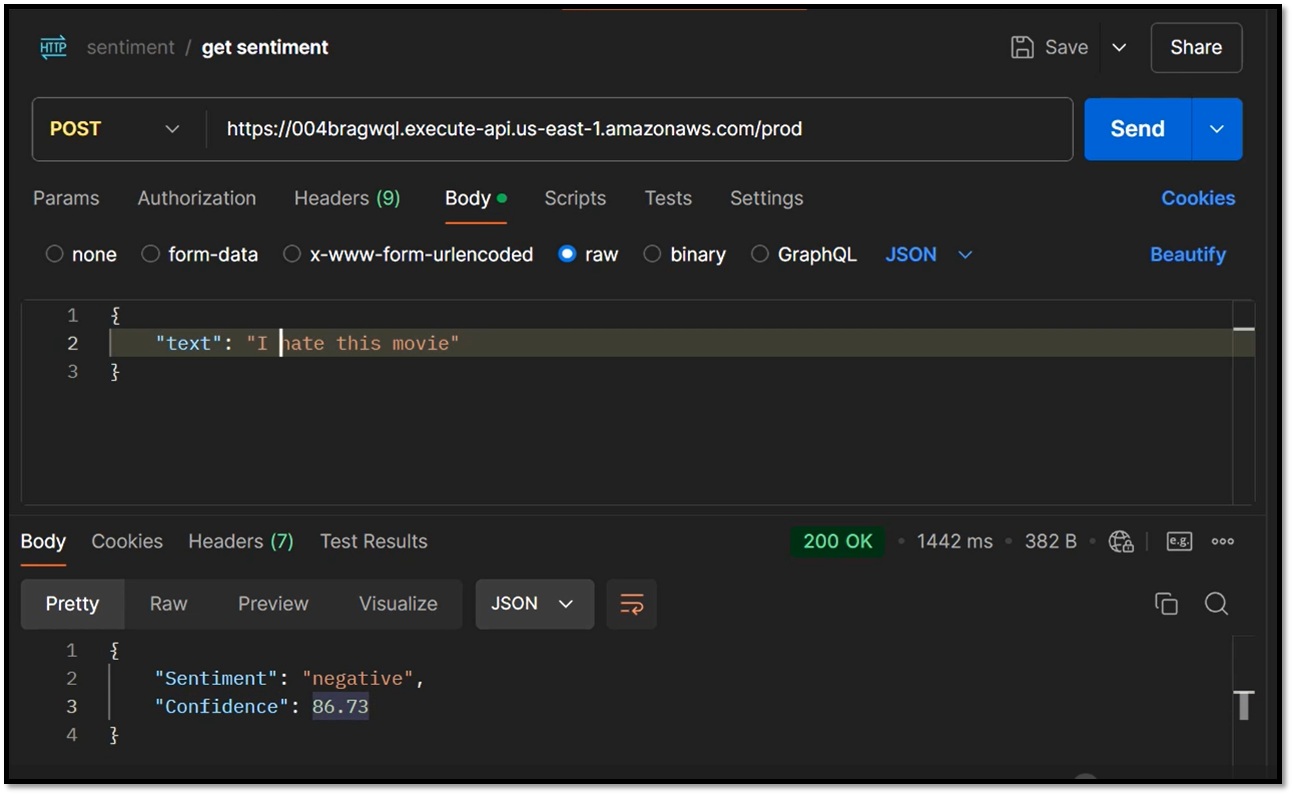 HTTP sentiment / get sentiment Save Share
POST https://004bragwql.execute-api.us-east-1.amazonaws.com/prod Send
Params Authorization Headers (9) Body Scripts Tests Settings Cookies
none form-data x-www-form-urlencoded raw binary GraphQL JSON Beautify
1 {
2 "text": "I hate this movie"
3 }
Body Cookies Headers (7) Test Results 200 OK • 1442 ms • 382 B • e.g.
Pretty Raw Preview Visualize JSON
1 {
2 "Sentiment": "negative",
3 "Confidence": 86.73
4 }